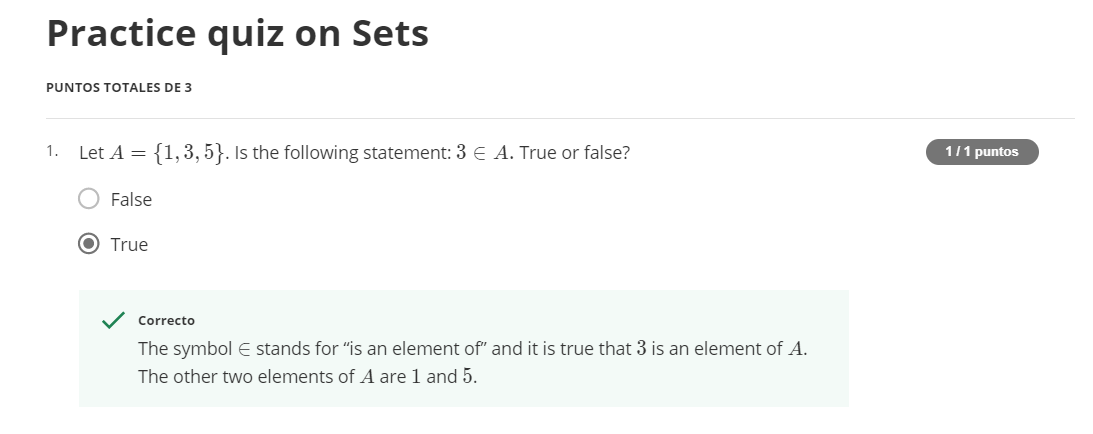 Practice quiz on Sets
PUNTOS TOTALES DE 3
1. Let A = {1, 3, 5}. Is the following statement: 3 ∈ A. True or false?
1 / 1 puntos
False
True
Correcto
The symbol ∈ stands for “is an element of” and it is true that 3 is an element of A.
The other two elements of A are 1 and 5.